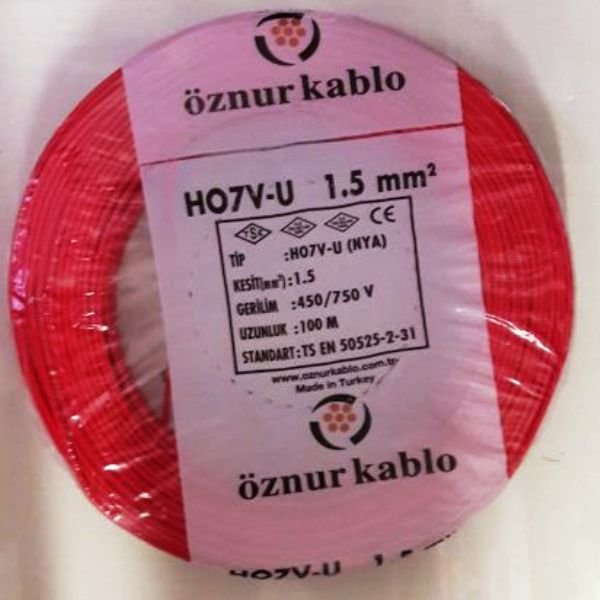 öznur kablo
HO7V-U 1.5 mm²
TSE CE
TİP :HO7V-U (NYA)
KESİT(mm²) :1.5
GERİLİM :450/750 V
UZUNLUK :100 M
STANDART:TS EN 50525-2-31
www.oznurkablo.com.tr
Made in Turkey
öznur kablo
HO7V-U 1.5 mm²